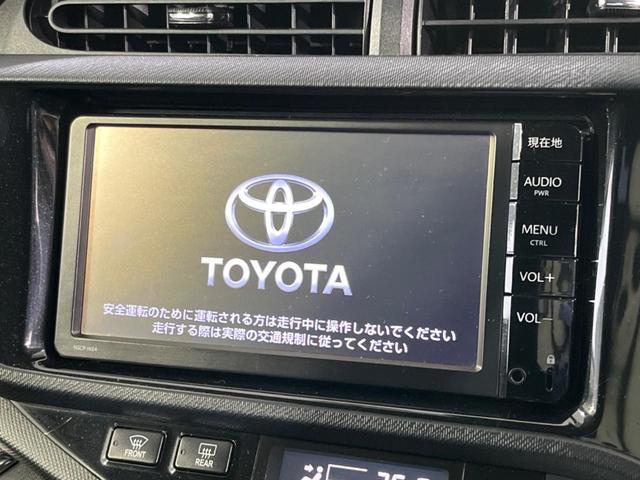 現在地
AUDIO
PWR
MENU
CTRL
VOL+
VOL−
TOYOTA
安全運転のために運転される方は走行中に操作しないでください
走行する際は実際の交通規制に従ってください
NSCP-W64
FRONT
REAR